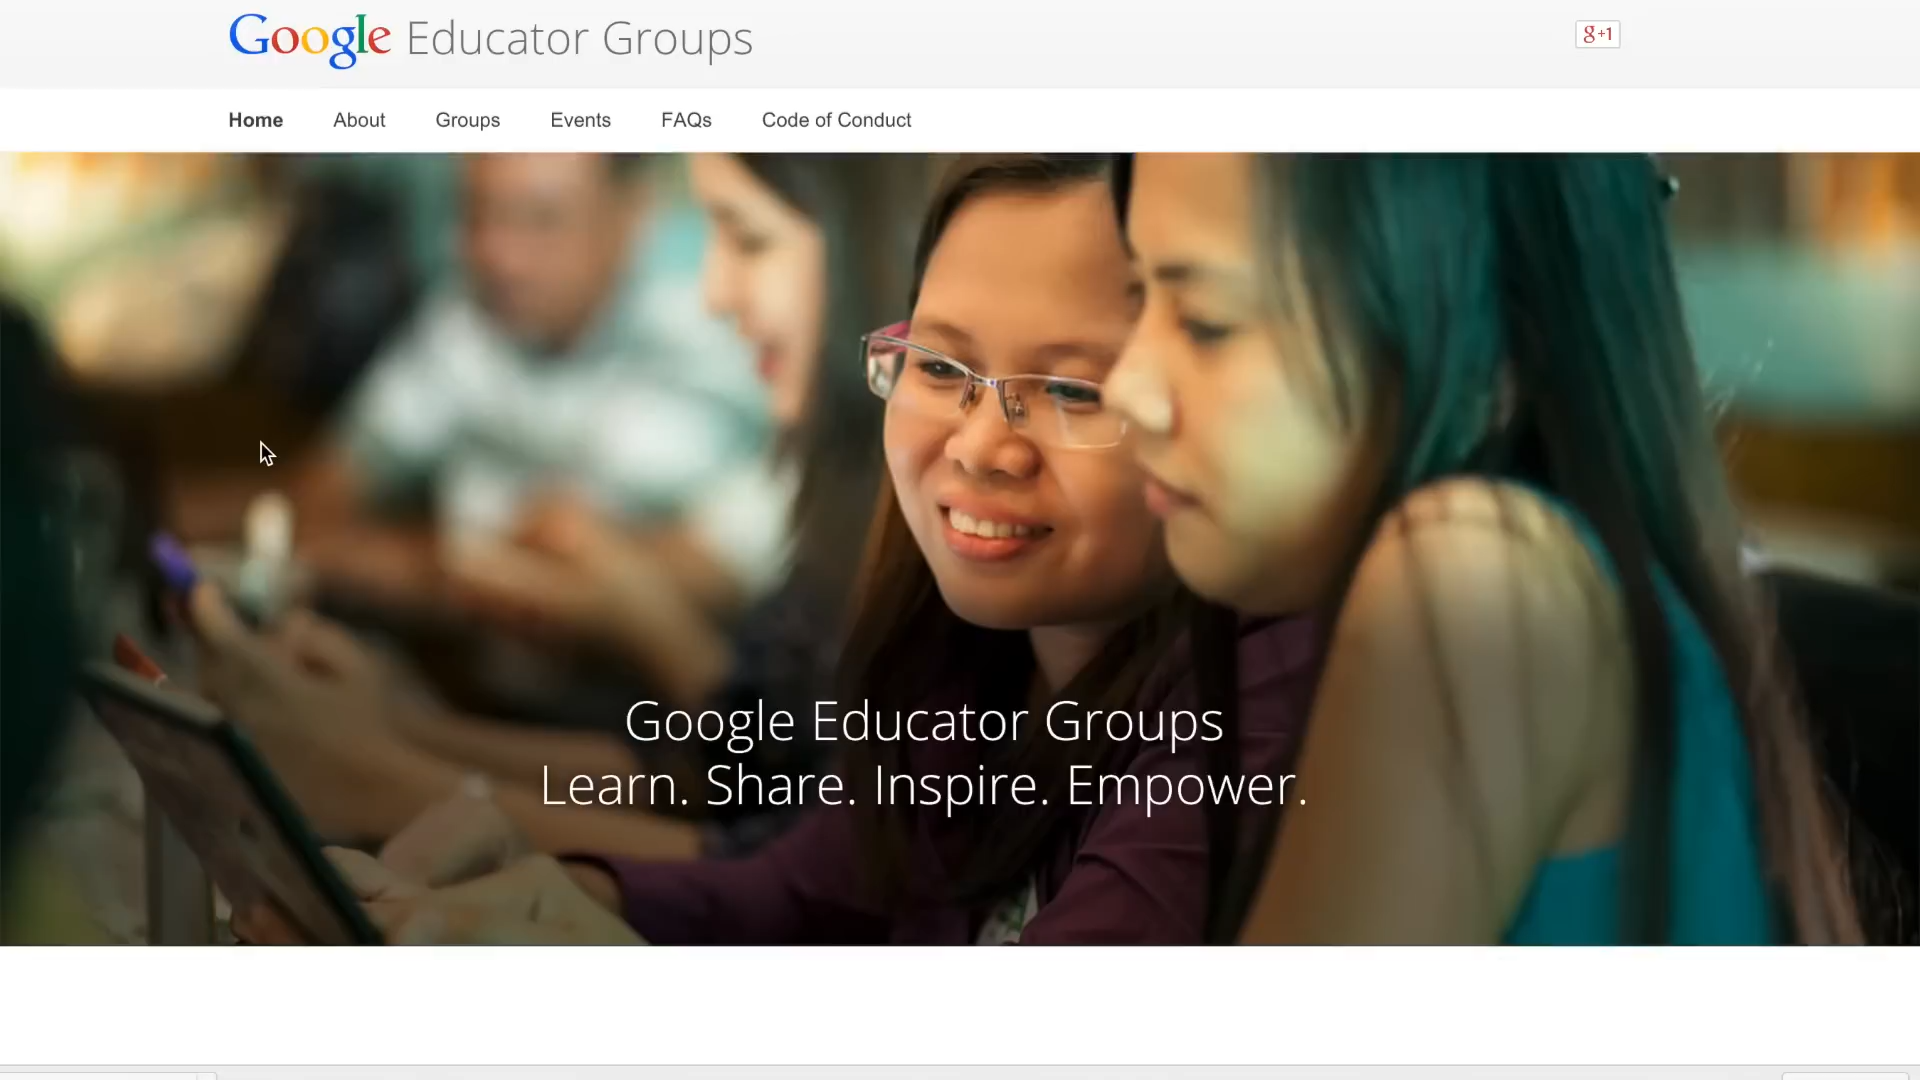 Google Educator Groups
g+1
Home About Groups Events FAQs Code of Conduct
Google Educator Groups
Learn. Share. Inspire. Empower.